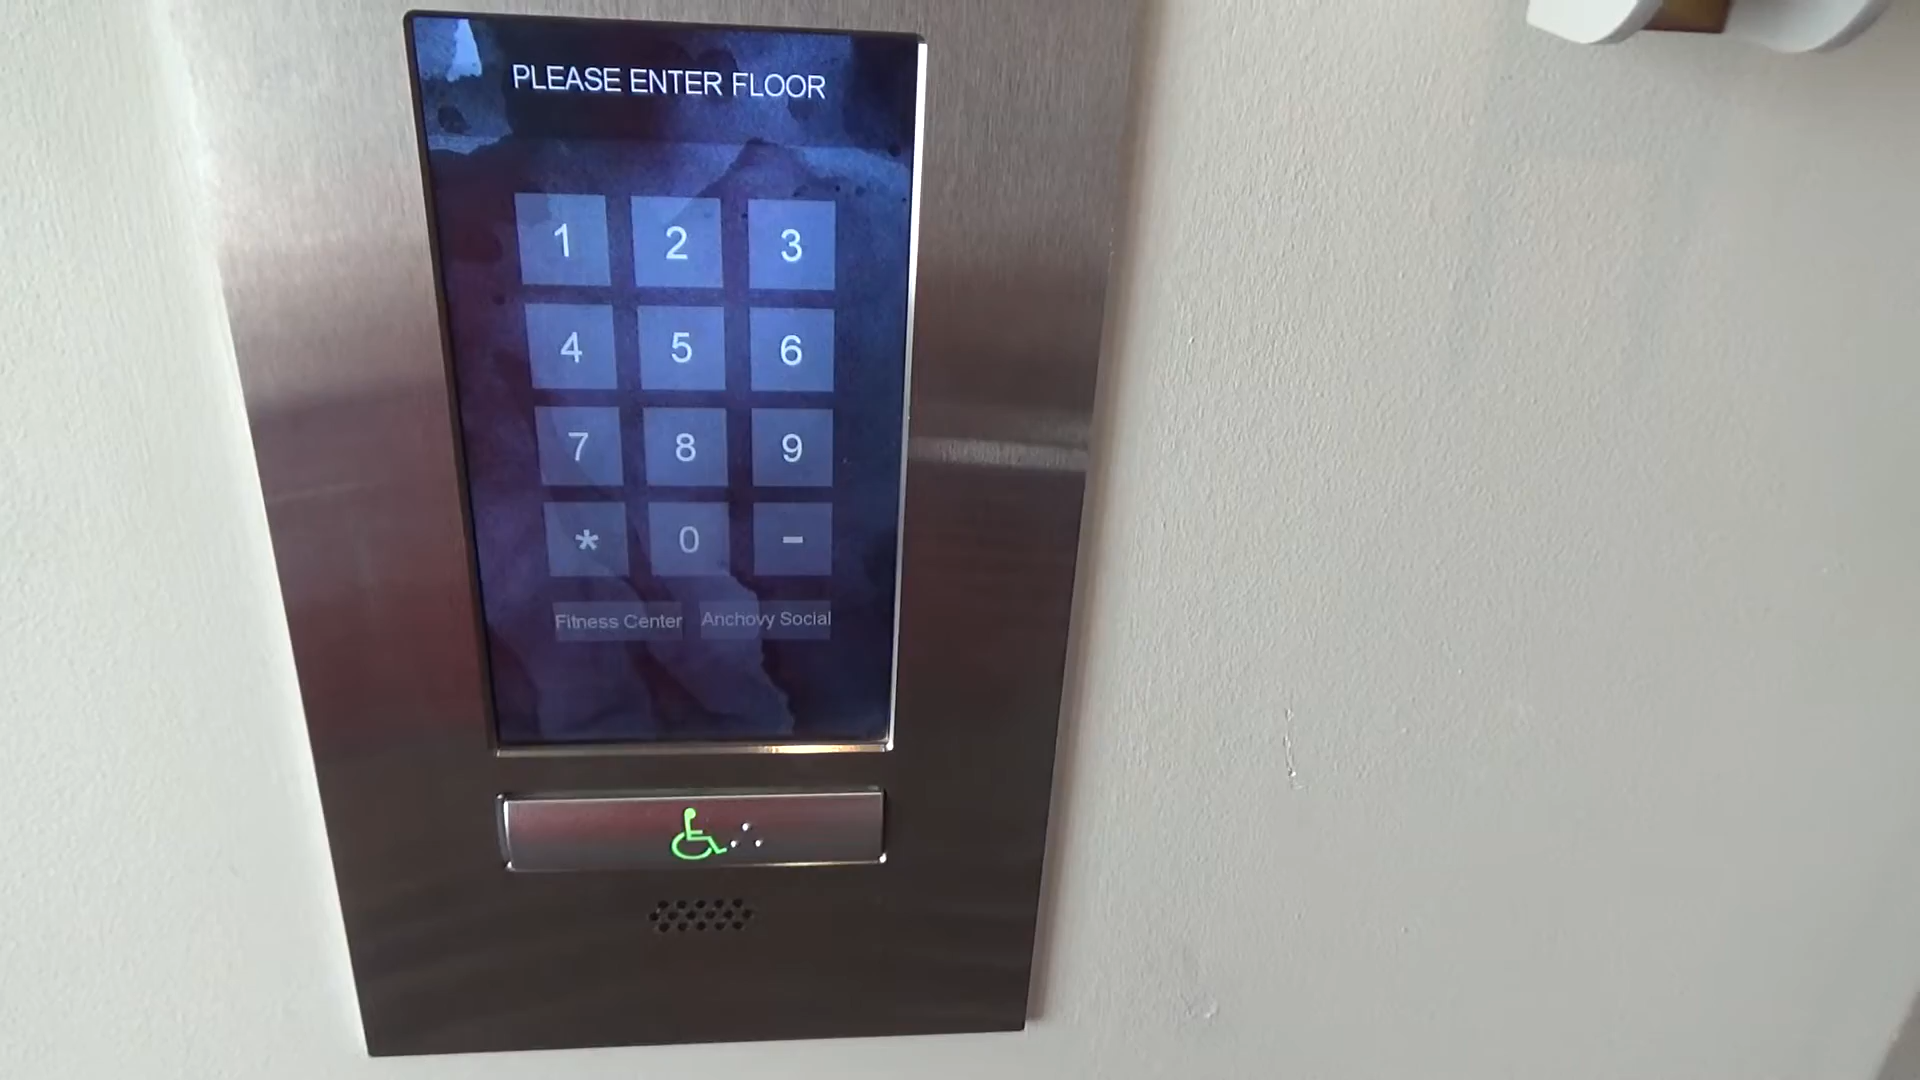 PLEASE ENTER FLOOR
1 2 3
4 5 6
7 8 9
* 0 -
Fitness Center Anchovy Social